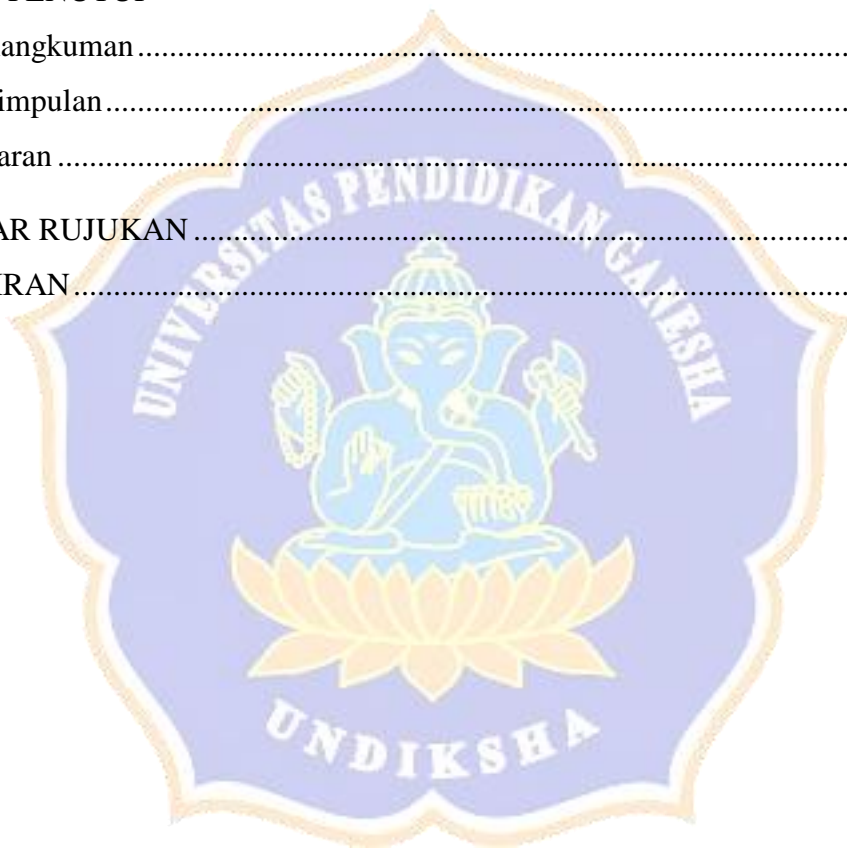 angkuman........................................................................................
impulan............................................................................................
aran..................................................................................................
AR RUJUKAN....................................................................................
IRAN................................................................................................
UNIVERSITAS PENDIDIKAN GANESHA
UNDIKSHA